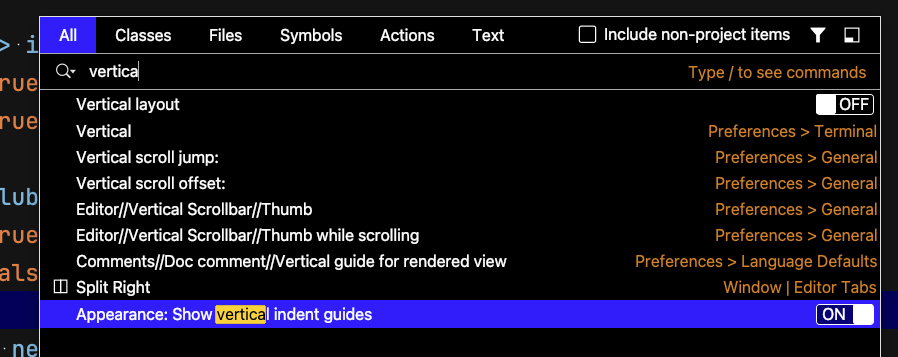 All Classes Files Symbols Actions Text Include non-project items
vertica Type / to see commands
Vertical layout OFF
Vertical Preferences > Terminal
Vertical scroll jump: Preferences > General
Vertical scroll offset: Preferences > General
Editor//Vertical Scrollbar//Thumb Preferences > General
Editor//Vertical Scrollbar//Thumb while scrolling Preferences > General
Comments//Doc comment//Vertical guide for rendered view Preferences > Language Defaults
Split Right Window | Editor Tabs
Appearance: Show vertical indent guides ON
> · i
rue
rue
lub
rue
als
· ne